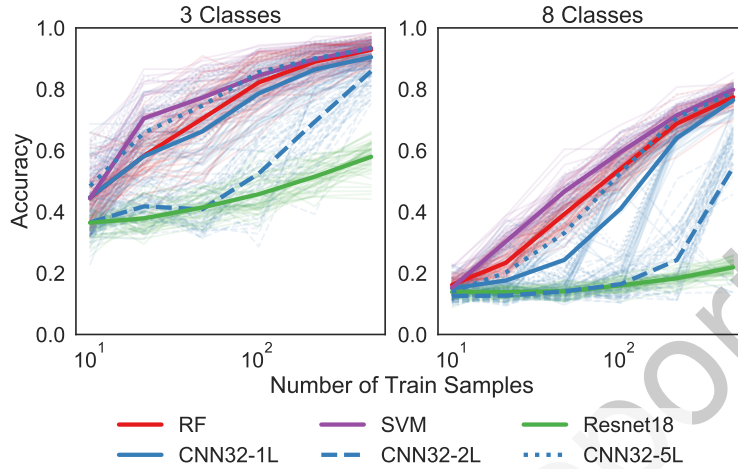 3 Classes
8 Classes
Accuracy
1.0
0.8
0.6
0.4
0.2
0.0
1.0
0.8
0.6
0.4
0.2
0.0
10¹
10²
10¹
10²
Number of Train Samples
RF
SVM
Resnet18
CNN32-1L
CNN32-2L
CNN32-5L